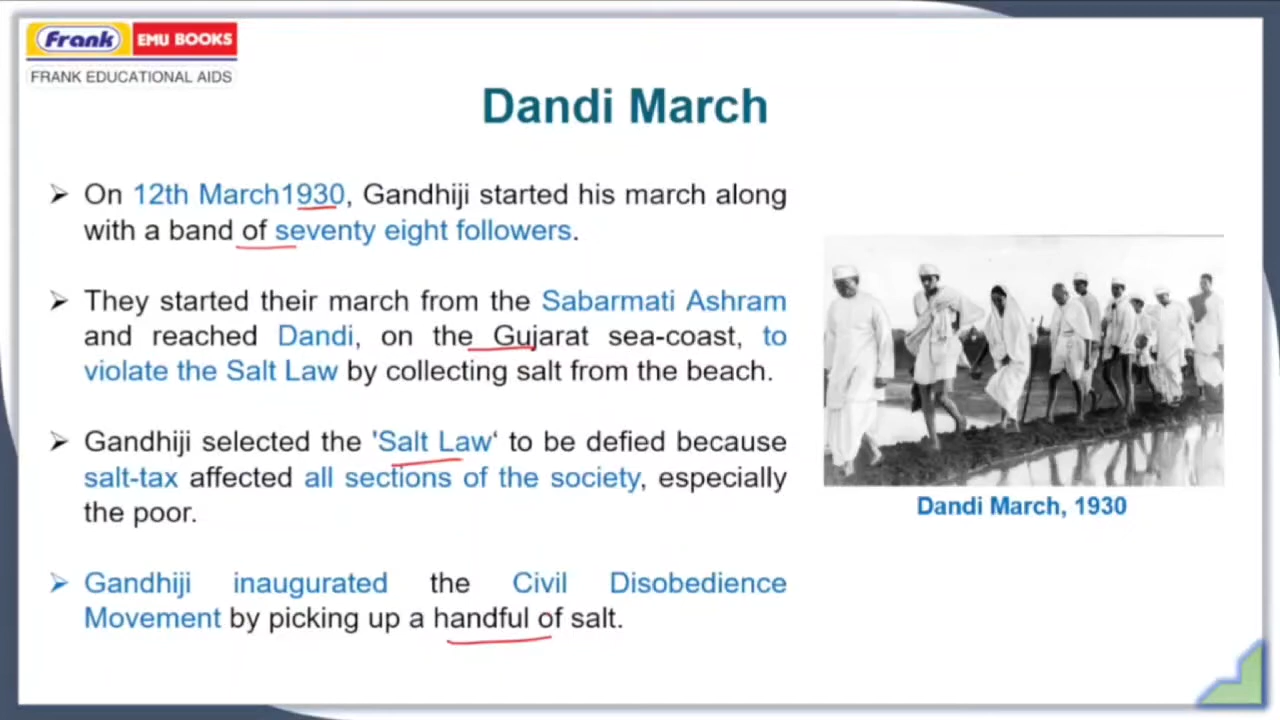 Frank EMU BOOKS
FRANK EDUCATIONAL AIDS
Dandi March
➢ On 12th March1930, Gandhiji started his march along
with a band of seventy eight followers.
➢ They started their march from the Sabarmati Ashram
and reached Dandi, on the Gujarat sea-coast, to
violate the Salt Law by collecting salt from the beach.
➢ Gandhiji selected the 'Salt Law‘ to be defied because
salt-tax affected all sections of the society, especially
the poor.
➢ Gandhiji inaugurated the Civil Disobedience
Movement by picking up a handful of salt.
Dandi March, 1930